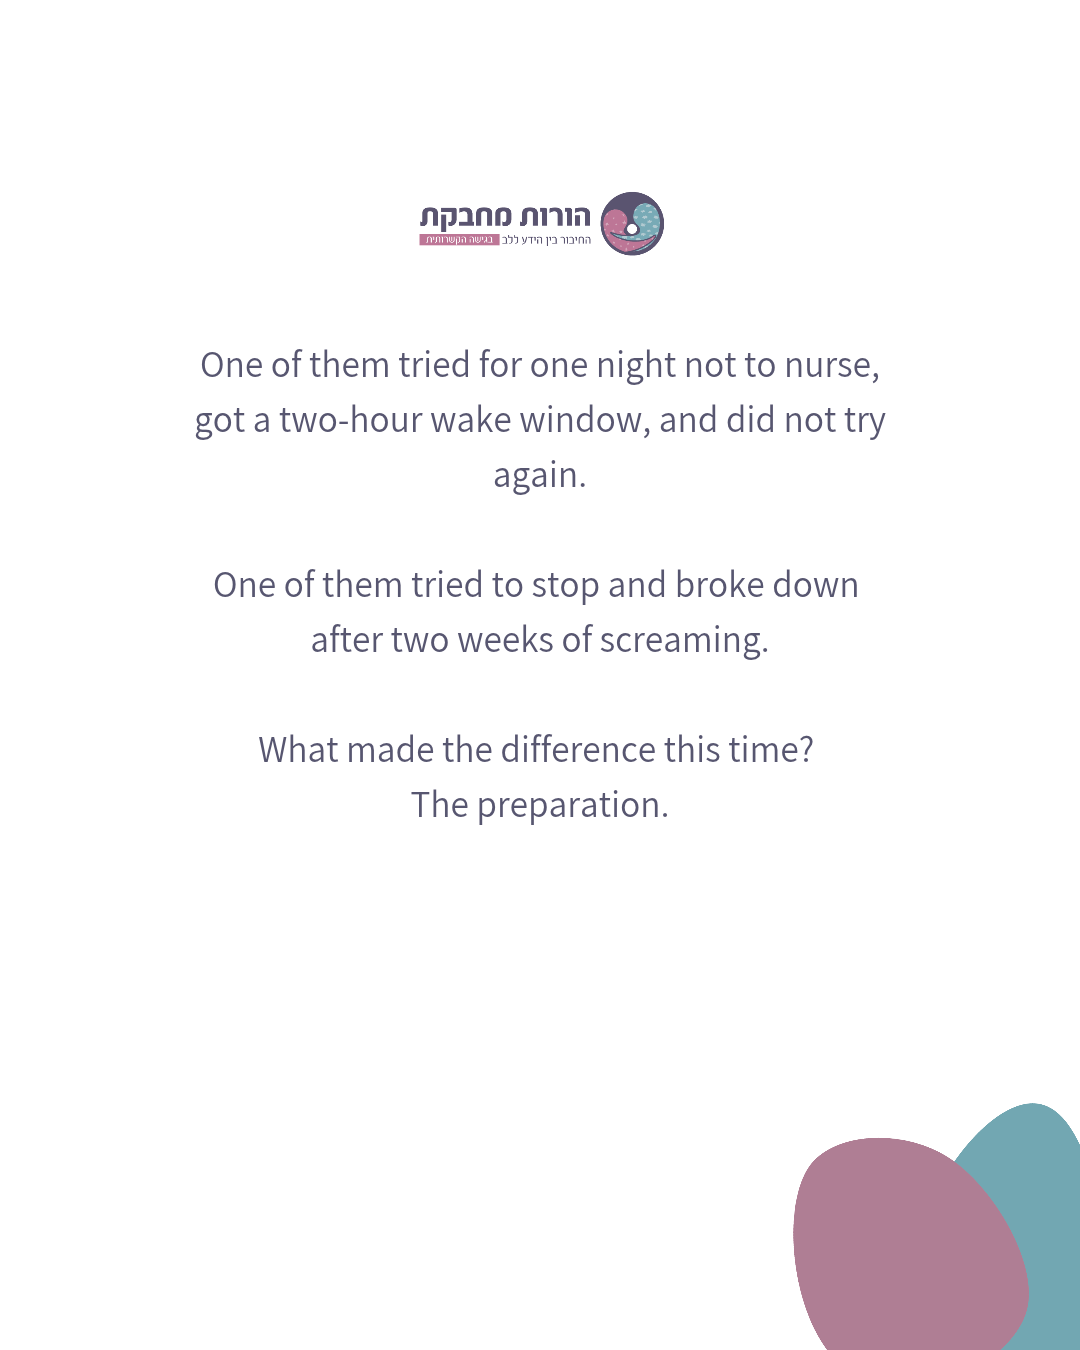 הורות מחבקת
החיבור בין הידע ללב בגישה הקשרותית
One of them tried for one night not to nurse,
got a two-hour wake window, and did not try
again.
One of them tried to stop and broke down
after two weeks of screaming.
What made the difference this time?
The preparation.